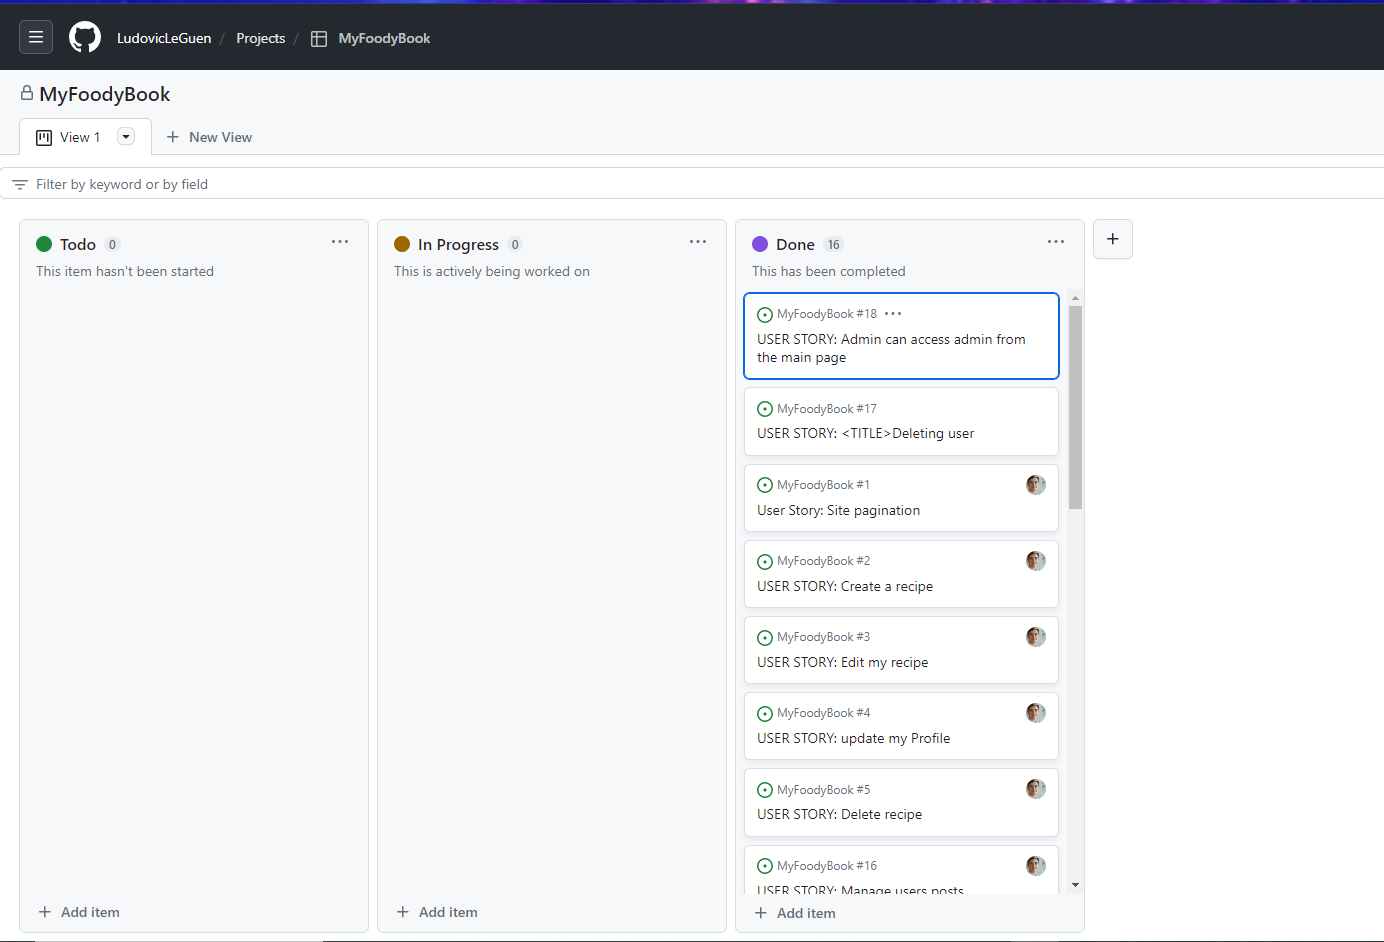 LudovicLeGuen / Projects / MyFoodyBook
MyFoodyBook
View 1
New View
Filter by keyword or by field
Todo 0
This item hasn't been started
Add item
In Progress 0
This is actively being worked on
Add item
Done 16
This has been completed
MyFoodyBook #18
USER STORY: Admin can access admin from
the main page
MyFoodyBook #17
USER STORY: <TITLE>Deleting user
MyFoodyBook #1
User Story: Site pagination
MyFoodyBook #2
USER STORY: Create a recipe
MyFoodyBook #3
USER STORY: Edit my recipe
MyFoodyBook #4
USER STORY: update my Profile
MyFoodyBook #5
USER STORY: Delete recipe
MyFoodyBook #16
USER STORY: Manage users posts
Add item